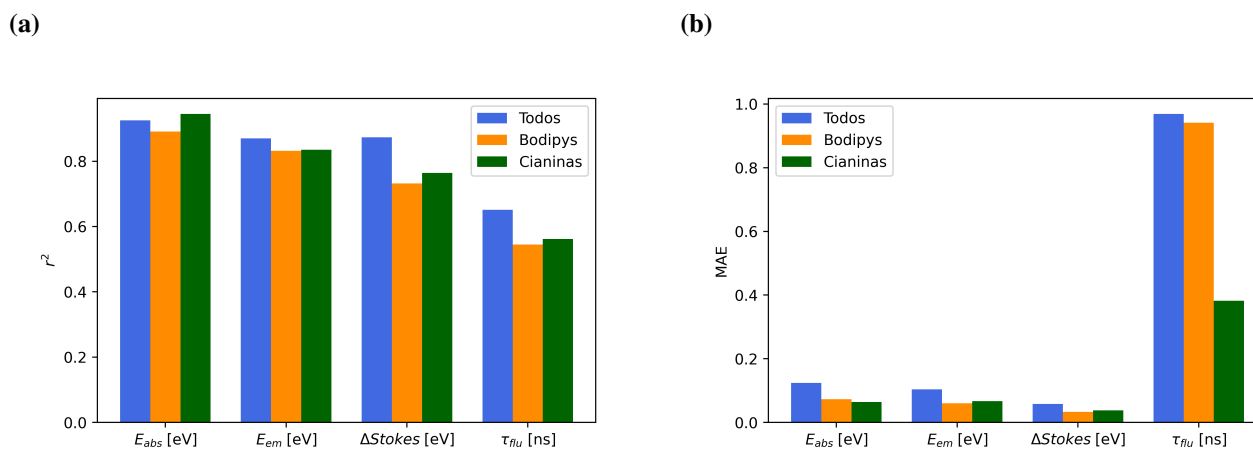 (a)
(b)
0.8
0.6
0.4
0.2
0.0
r²
Todos
Bodipys
Cianinas
E_abs [eV]
E_em [eV]
ΔStokes [eV]
τ_flu [ns]
1.0
0.8
0.6
0.4
0.2
0.0
MAE
Todos
Bodipys
Cianinas
E_abs [eV]
E_em [eV]
ΔStokes [eV]
τ_flu [ns]